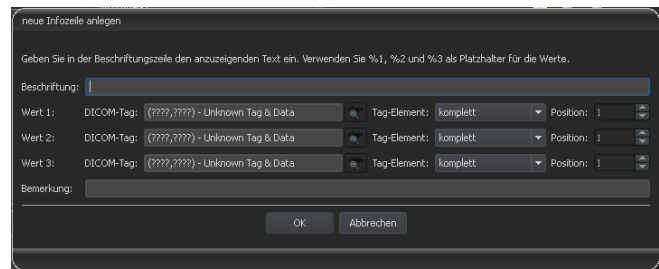 neue Infozeile anlegen
Geben Sie in der Beschriftungszeile den anzuzeigenden Text ein. Verwenden Sie %1, %2 und %3 als Platzhalter für die Werte.
Beschriftung:
Wert 1: DICOM-Tag: (????,????) - Unknown Tag & Data Tag-Element: komplett Position: 1
Wert 2: DICOM-Tag: (????,????) - Unknown Tag & Data Tag-Element: komplett Position: 1
Wert 3: DICOM-Tag: (????,????) - Unknown Tag & Data Tag-Element: komplett Position: 1
Bemerkung:
OK Abbrechen